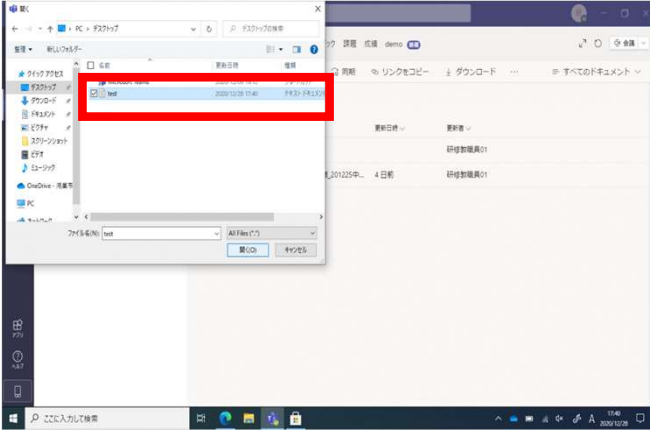 開く
PC > デスクトップ
デスクトップの検索
整理
新しいフォルダー
名前
更新日時
種類
クイック アクセス
デスクトップ
ダウンロード
ドキュメント
ピクチャ
スクリーンショット
ビデオ
ミュージック
PC
test
2020/12/28 17:40
テキスト ドキュメント
ファイル名(N): test
All Files (*.*)
開く(O)
キャンセル
課題 成績 demo
会議
同期
リンクをコピー
ダウンロード
すべてのドキュメント
更新日時
更新者
研修教職員01
4 日前
研修教職員01
アプリ
ヘルプ
ここに入力して検索
A
17:40
2020/12/28